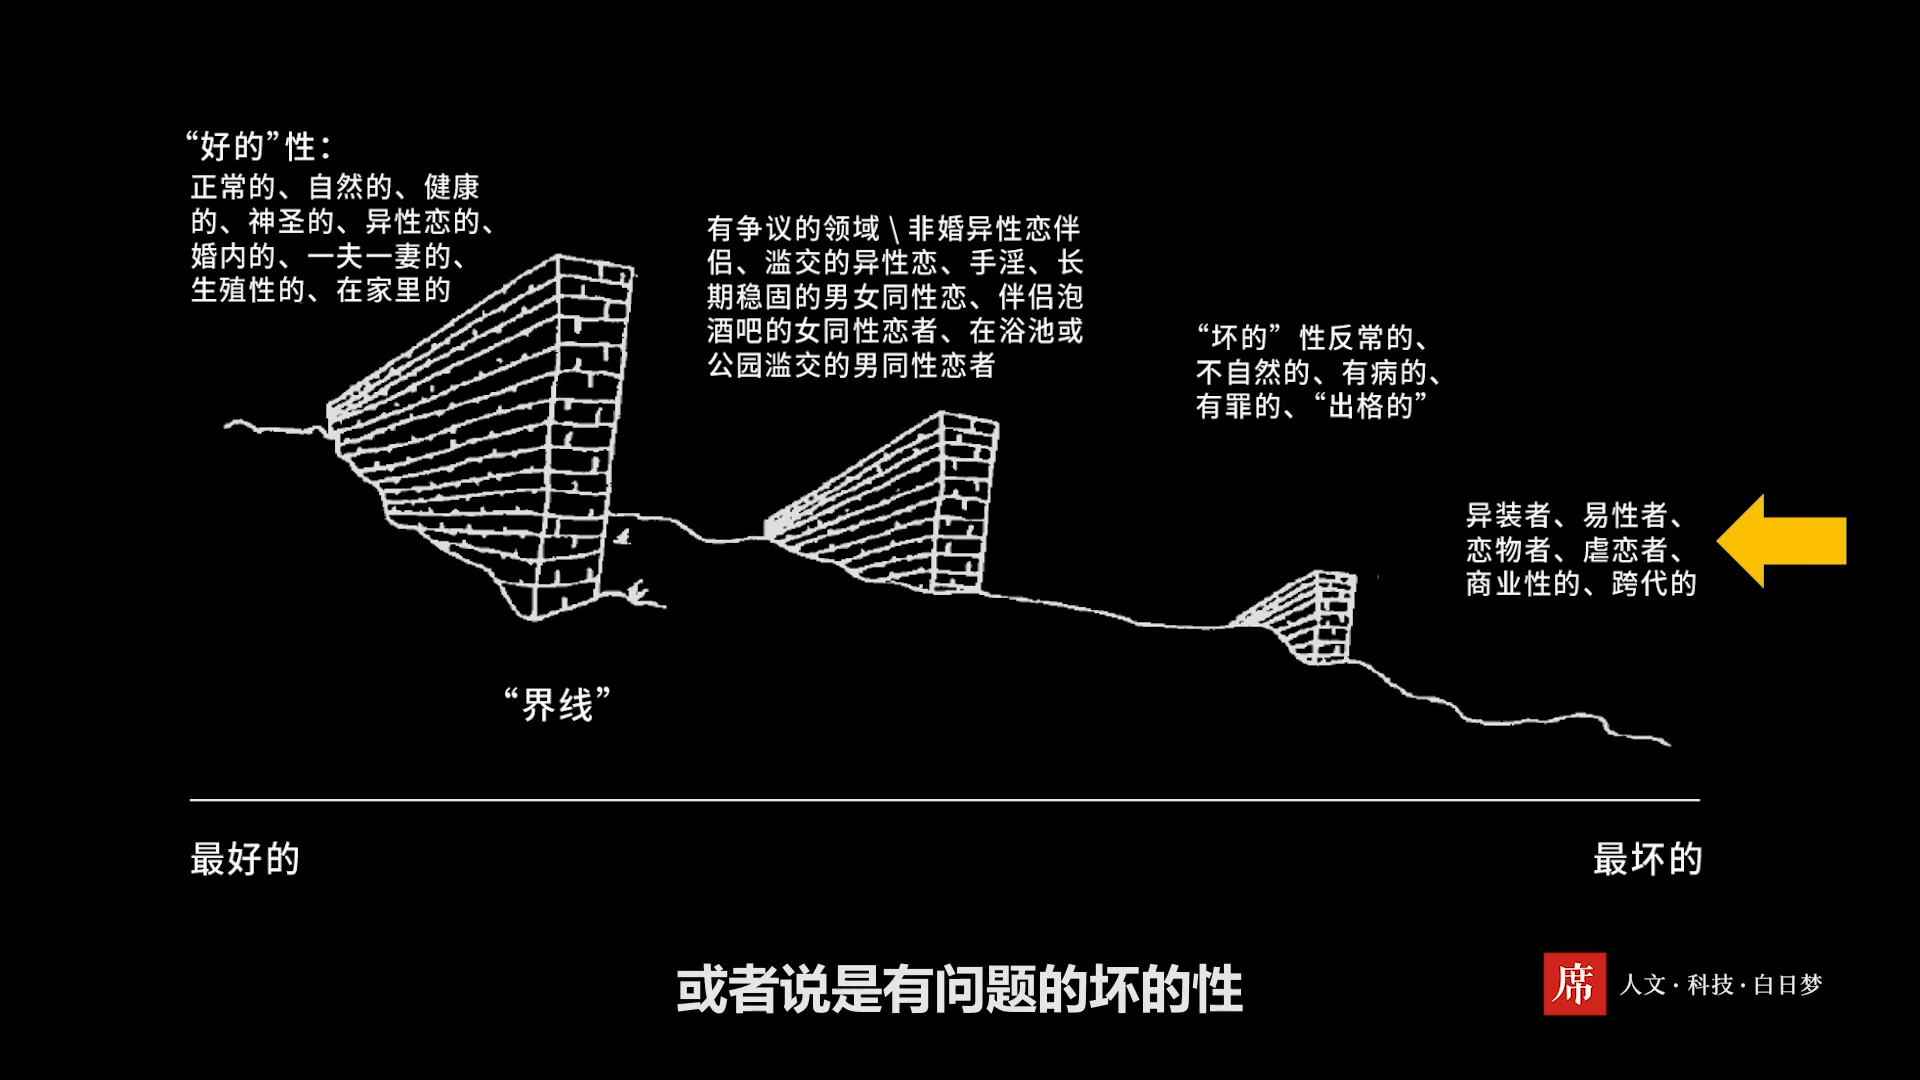 “好的”性：
正常的、自然的、健康
的、神圣的、异性恋的、
婚内的、一夫一妻的、
生殖性的、在家里的
有争议的领域 \ 非婚异性恋伴
侣、滥交的异性恋、手淫、长
期稳固的男女同性恋、伴侣泡
酒吧的女同性恋者、在浴池或
公园滥交的男同性恋者
“坏的” 性反常的、
不自然的、有病的、
有罪的、“出格的”
异装者、易性者、
恋物者、虐恋者、
商业性的、跨代的
“界线”
最好的
最坏的
或者说是有问题的坏的性
席 人文·科技·白日梦